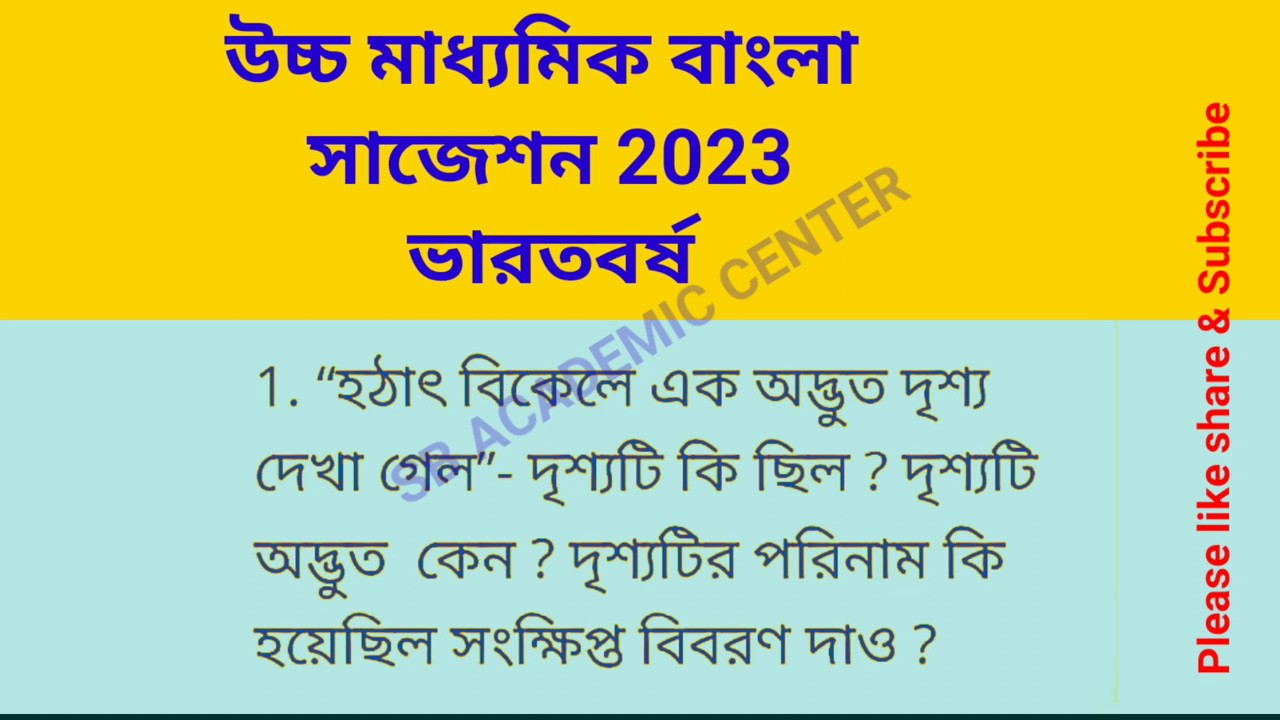 উচ্চ মাধ্যমিক বাংলা
সাজেশন 2023
ভারতবর্ষ
1. “হঠাৎ বিকেলে এক অদ্ভুত দৃশ্য
দেখা গেল”- দৃশ্যটি কি ছিল ? দৃশ্যটি
অদ্ভুত কেন ? দৃশ্যটির পরিনাম কি
হয়েছিল সংক্ষিপ্ত বিবরণ দাও ?
SR ACADEMIC CENTER
Please like share & Subscribe